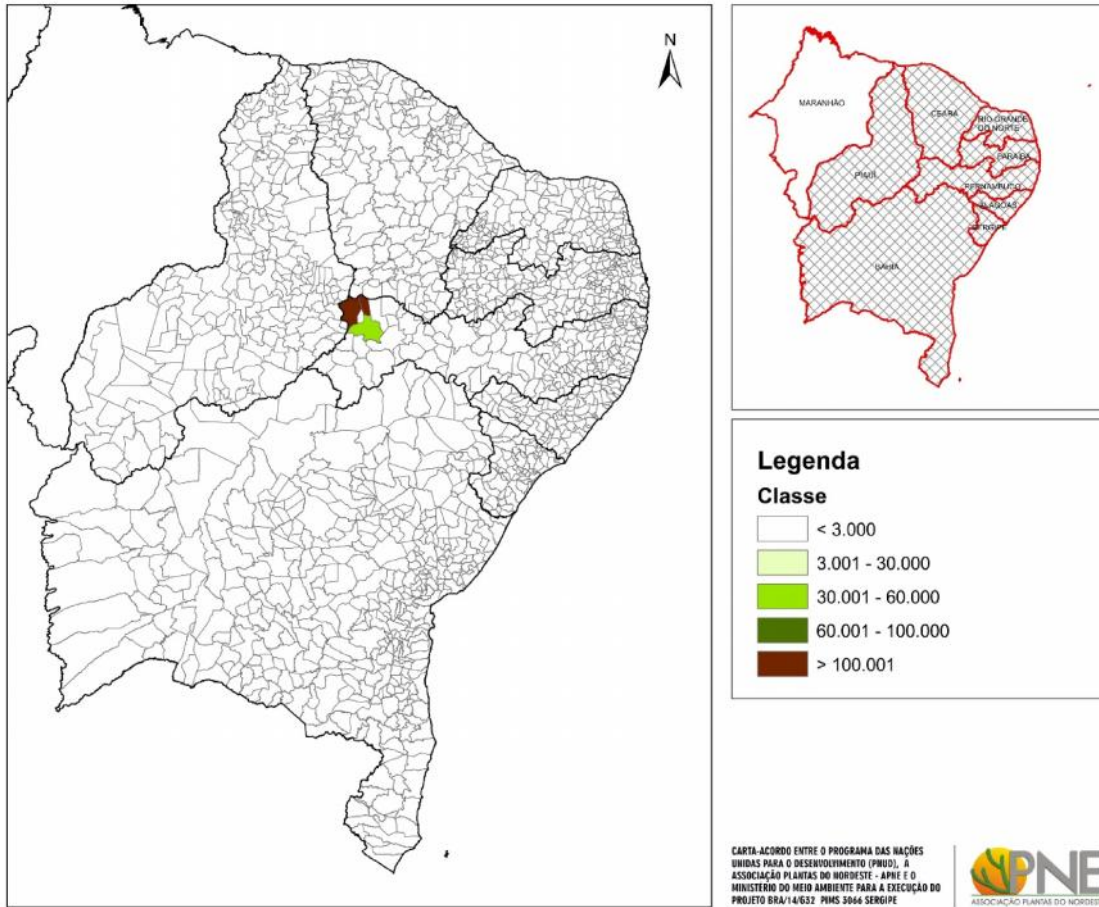 N
MARANHÃO
CEARÁ
RIO GRANDE
DO NORTE
PARAÍBA
PIAUÍ
PERNAMBUCO
ALAGOAS
SERGIPE
BAHIA
Legenda
Classe
< 3.000
3.001 - 30.000
30.001 - 60.000
60.001 - 100.000
> 100.001
CARTA-ACORDO ENTRE O PROGRAMA DAS NAÇÕES
UNIDAS PARA O DESENVOLVIMENTO (PNUD), A
ASSOCIAÇÃO PLANTAS DO NORDESTE - APNE E O
MINISTÉRIO DO MEIO AMBIENTE PARA A EXECUÇÃO DO
PROJETO BRA/14/G32 PIMS 3066 SERGIPE
APNE
ASSOCIAÇÃO PLANTAS DO NORDESTE